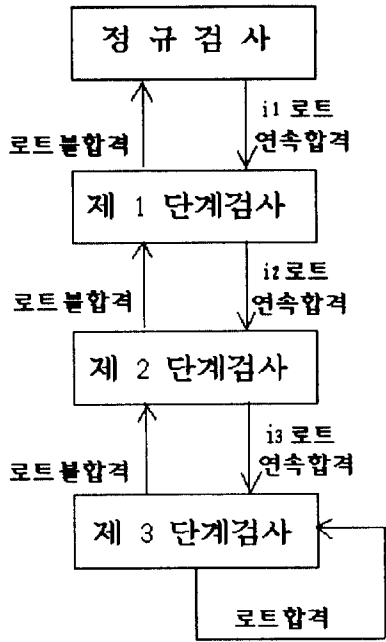 정 규 검 사
i1 로트
연속합격
로트불합격
제 1 단계검사
i2 로트
연속합격
로트불합격
제 2 단계검사
i3 로트
연속합격
로트불합격
제 3 단계검사
로트합격